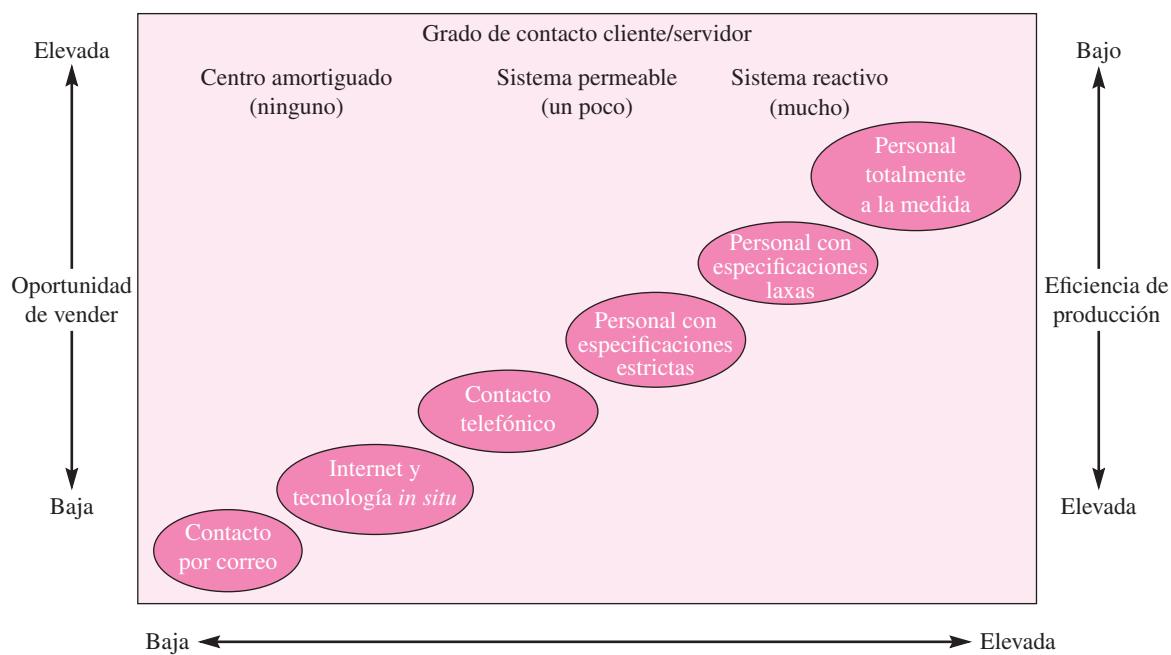 Grado de contacto cliente/servidor
Elevada
Bajo
Centro amortiguado
(ninguno)
Sistema permeable
(un poco)
Sistema reactivo
(mucho)
Personal
totalmente
a la medida
Personal con
especificaciones
laxas
Oportunidad
de vender
Eficiencia de
producción
Personal con
especificaciones
estrictas
Contacto
telefónico
Internet y
tecnología in situ
Baja
Elevada
Contacto
por correo
Baja
Elevada